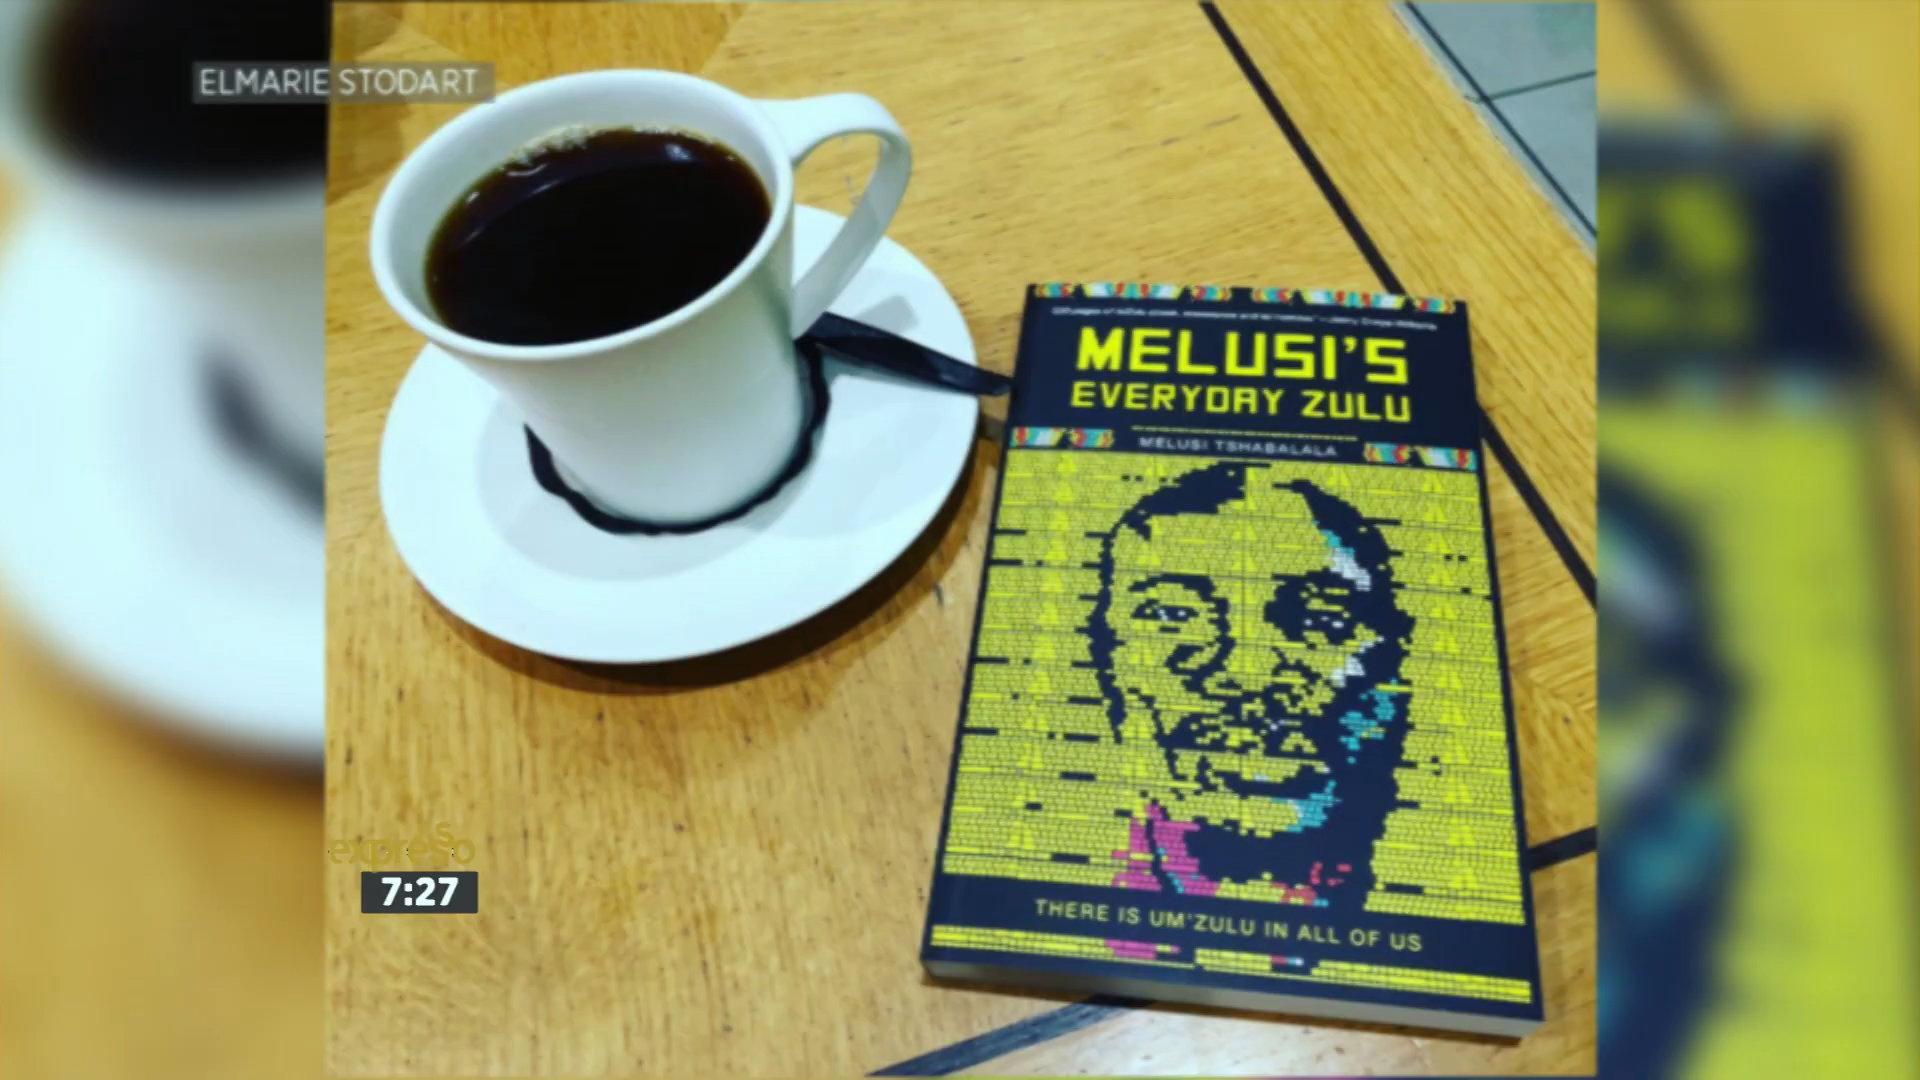 ELMARIE STODART
MELUSI'S
EVERYDAY ZULU
MELUSI TSHABALALA
THERE IS UM'ZULU IN ALL OF US
expresso
7:27